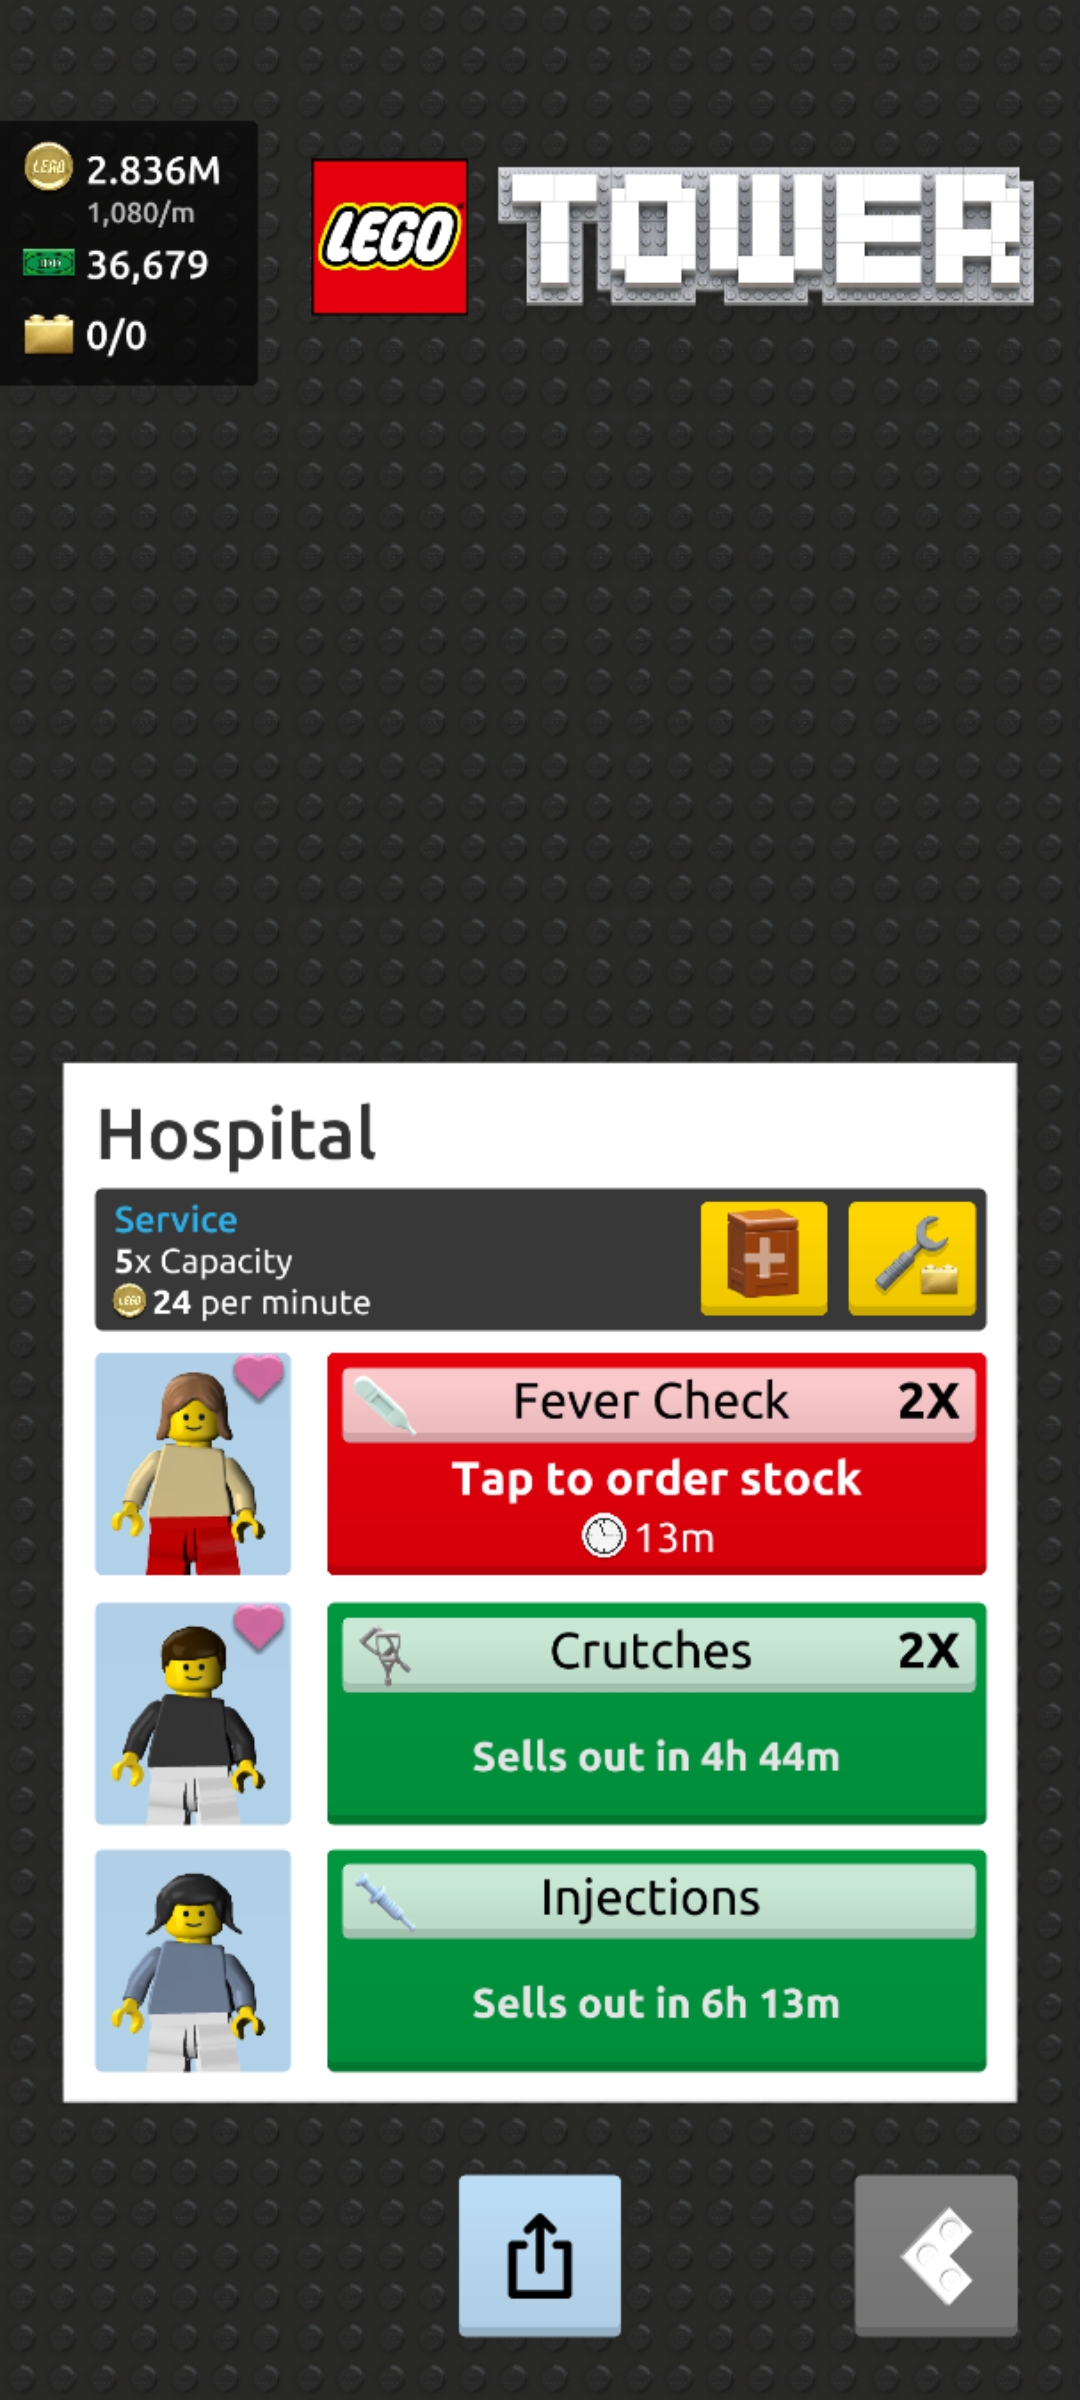 2.836M
1,080/m
36,679
0/0
LEGO TOWER
Hospital
Service
5x Capacity
24 per minute
Fever Check 2X
Tap to order stock
13m
Crutches 2X
Sells out in 4h 44m
Injections
Sells out in 6h 13m